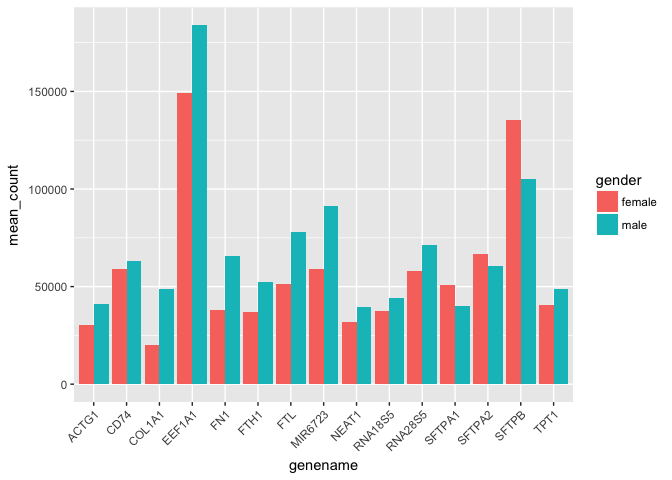 mean_count
150000
100000
50000
0
ACTG1
CD74
COL1A1
EEF1A1
FN1
FTH1
FTL
MIR6723
NEAT1
RNA18S5
RNA28S5
SFTPA1
SFTPA2
SFTPB
TPT1
genename
gender
female
male